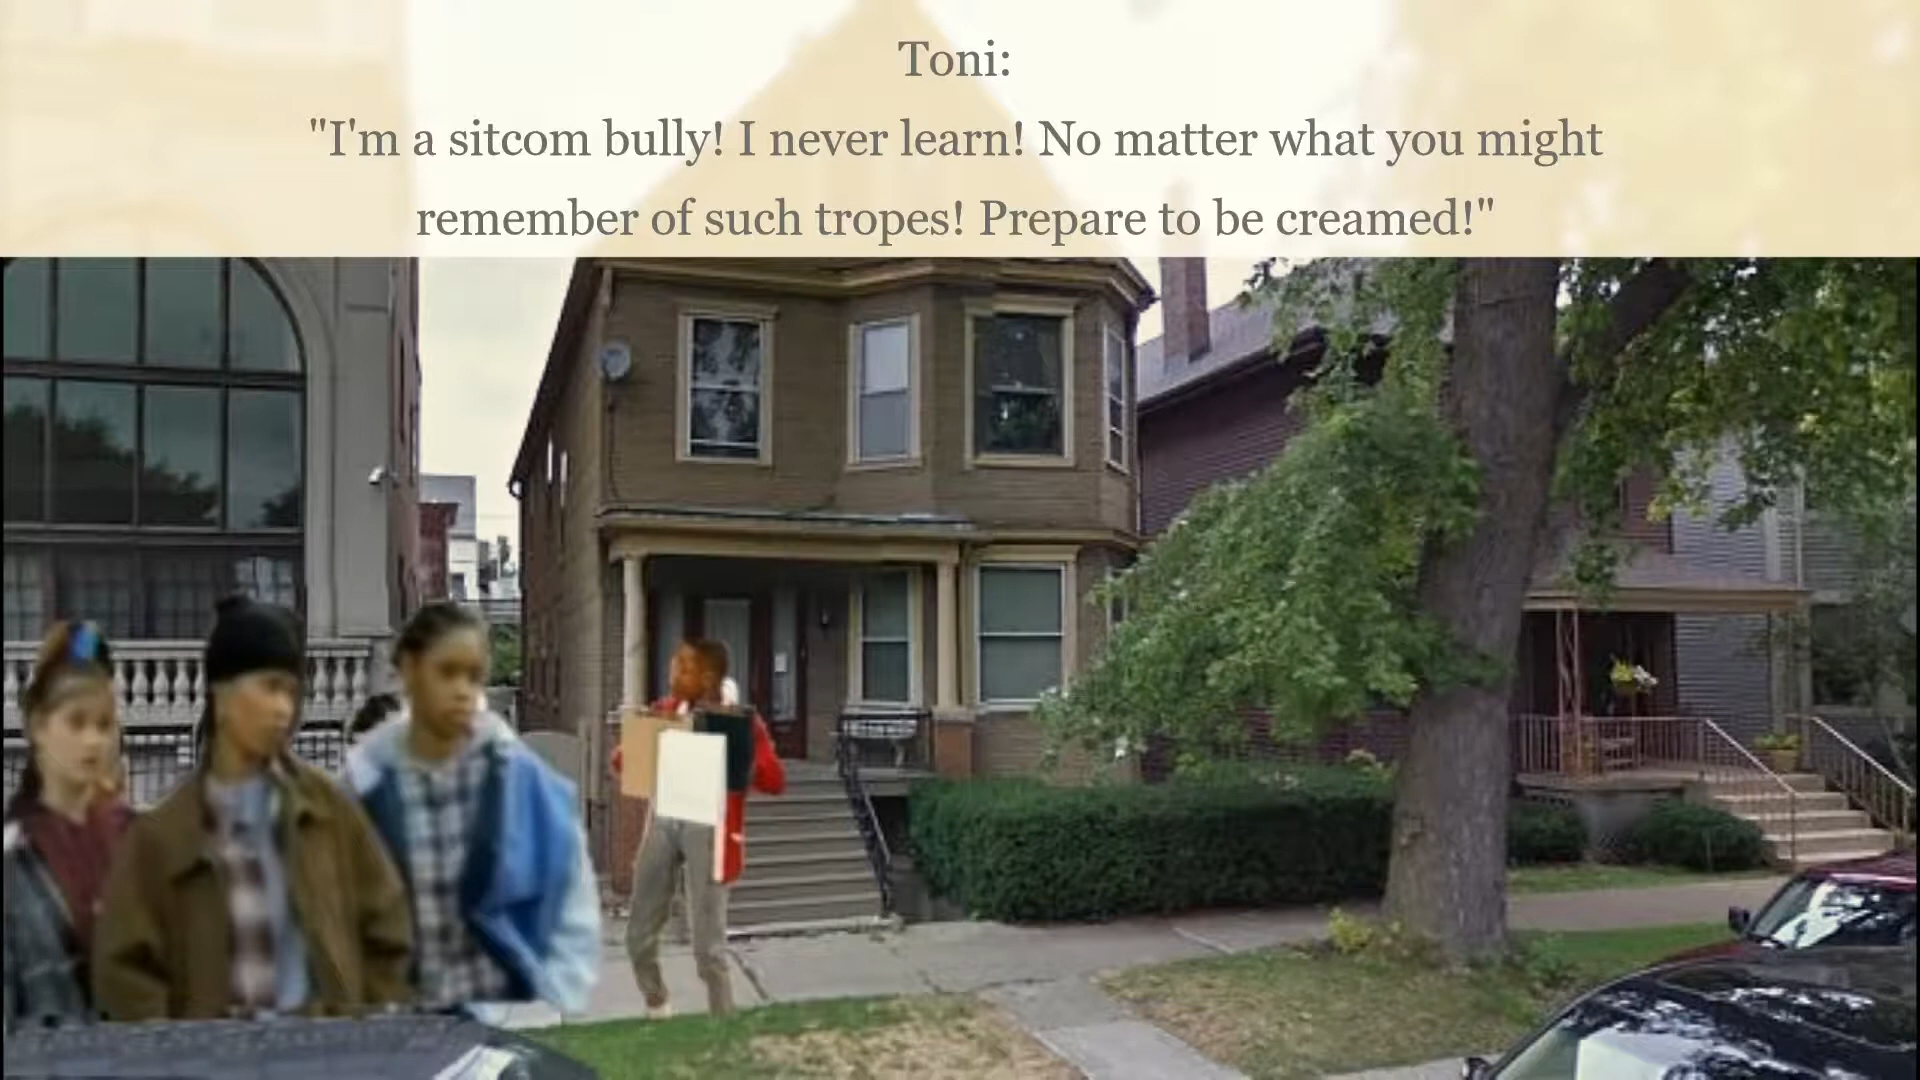 Toni:
"I'm a sitcom bully! I never learn! No matter what you might
remember of such tropes! Prepare to be creamed!"